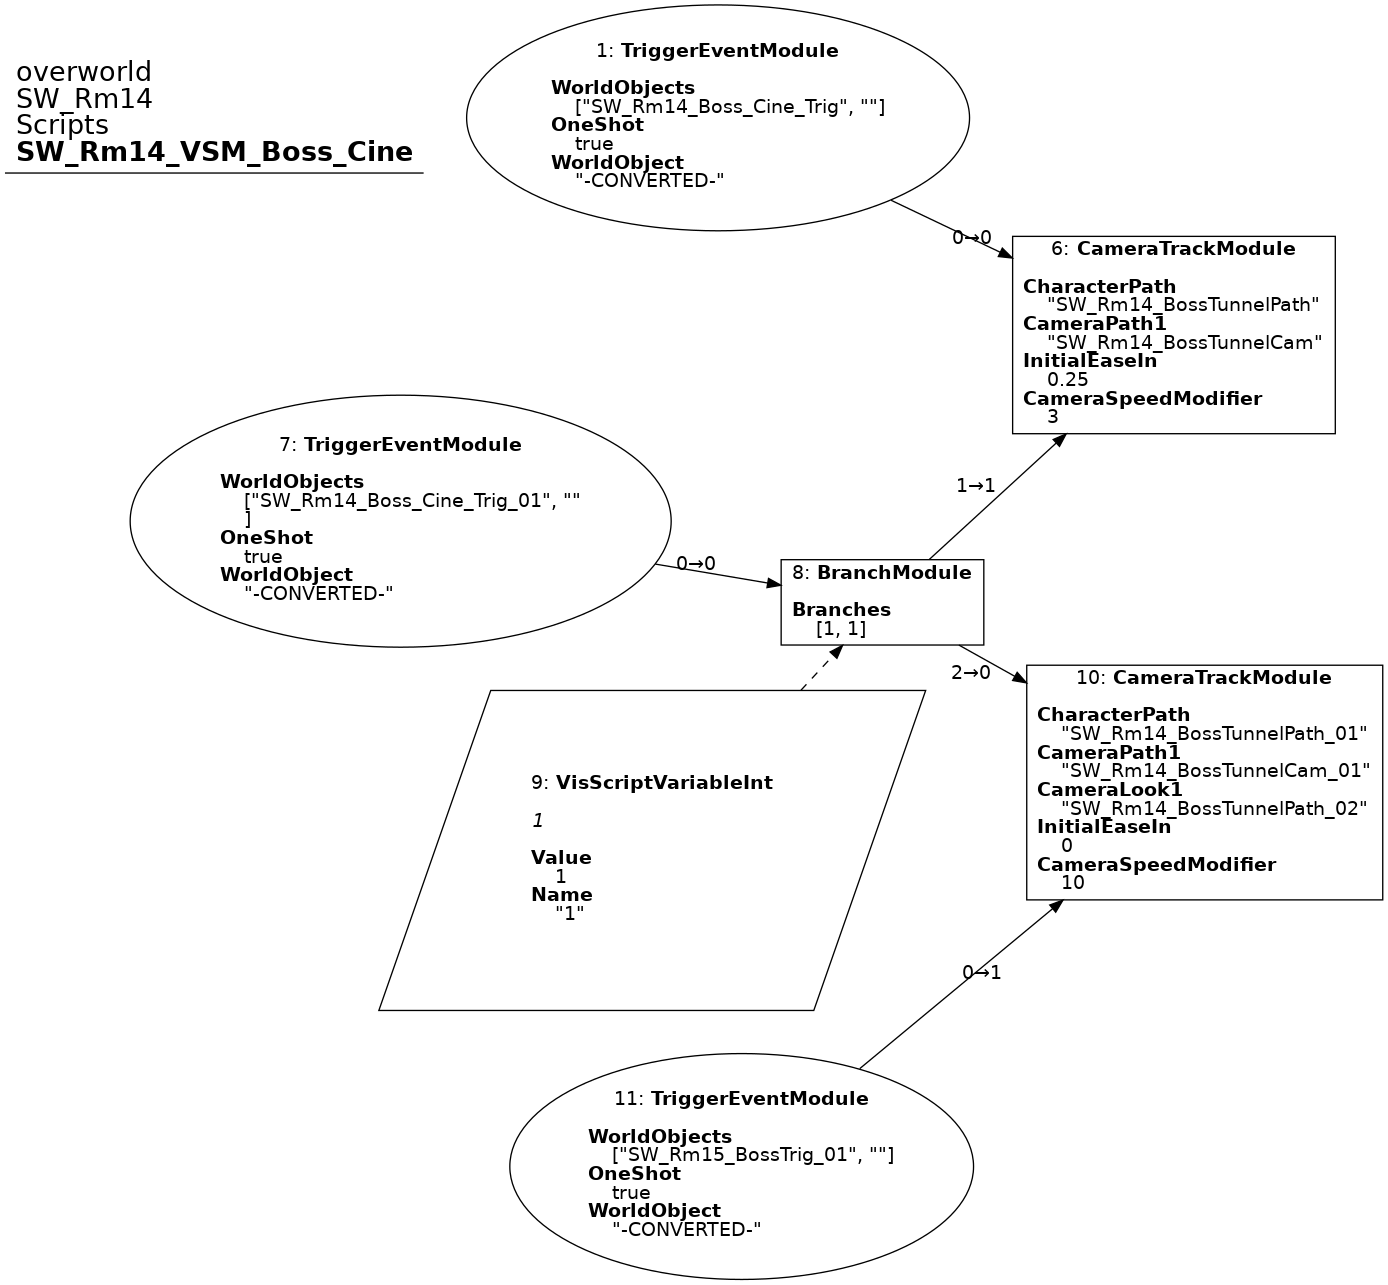 overworld
SW_Rm14
Scripts
SW_Rm14_VSM_Boss_Cine
1: TriggerEventModule
WorldObjects
["SW_Rm14_Boss_Cine_Trig", ""]
OneShot
true
WorldObject
"-CONVERTED-"
0→0
6: CameraTrackModule
CharacterPath
"SW_Rm14_BossTunnelPath"
CameraPath1
"SW_Rm14_BossTunnelCam"
InitialEaseIn
0.25
CameraSpeedModifier
3
7: TriggerEventModule
WorldObjects
["SW_Rm14_Boss_Cine_Trig_01", ""
]
OneShot
true
WorldObject
"-CONVERTED-"
0→0
1→1
8: BranchModule
Branches
[1, 1]
2→0
10: CameraTrackModule
CharacterPath
"SW_Rm14_BossTunnelPath_01"
CameraPath1
"SW_Rm14_BossTunnelCam_01"
CameraLook1
"SW_Rm14_BossTunnelPath_02"
InitialEaseIn
0
CameraSpeedModifier
10
9: VisScriptVariableInt
1
Value
1
Name
"1"
0→1
11: TriggerEventModule
WorldObjects
["SW_Rm15_BossTrig_01", ""]
OneShot
true
WorldObject
"-CONVERTED-"